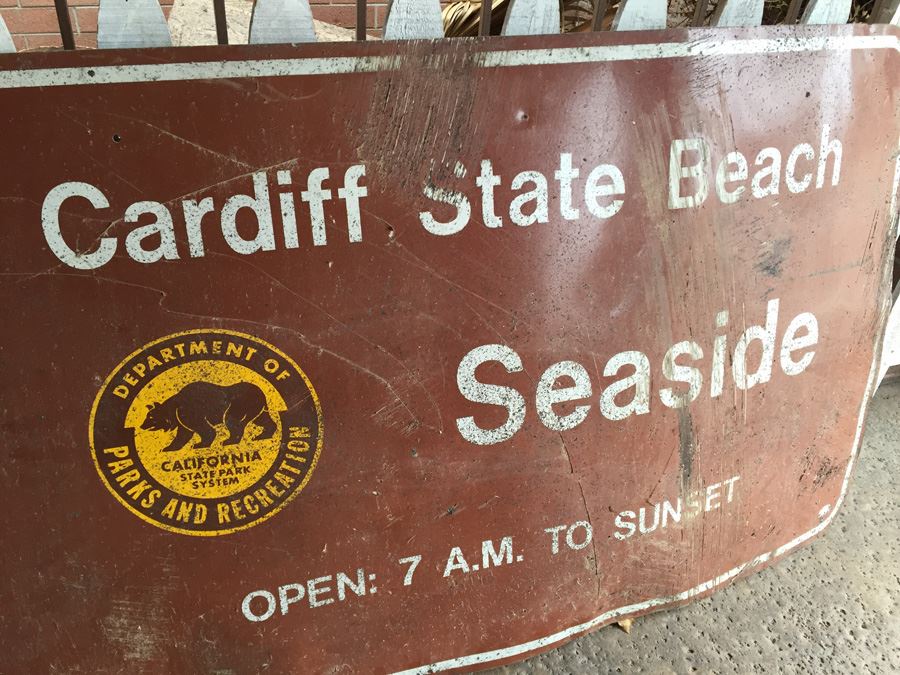 Cardiff State Beach
Seaside
DEPARTMENT OF
CALIFORNIA
STATE PARK
SYSTEM
PARKS AND RECREATION
OPEN: 7 A.M. TO SUNSET